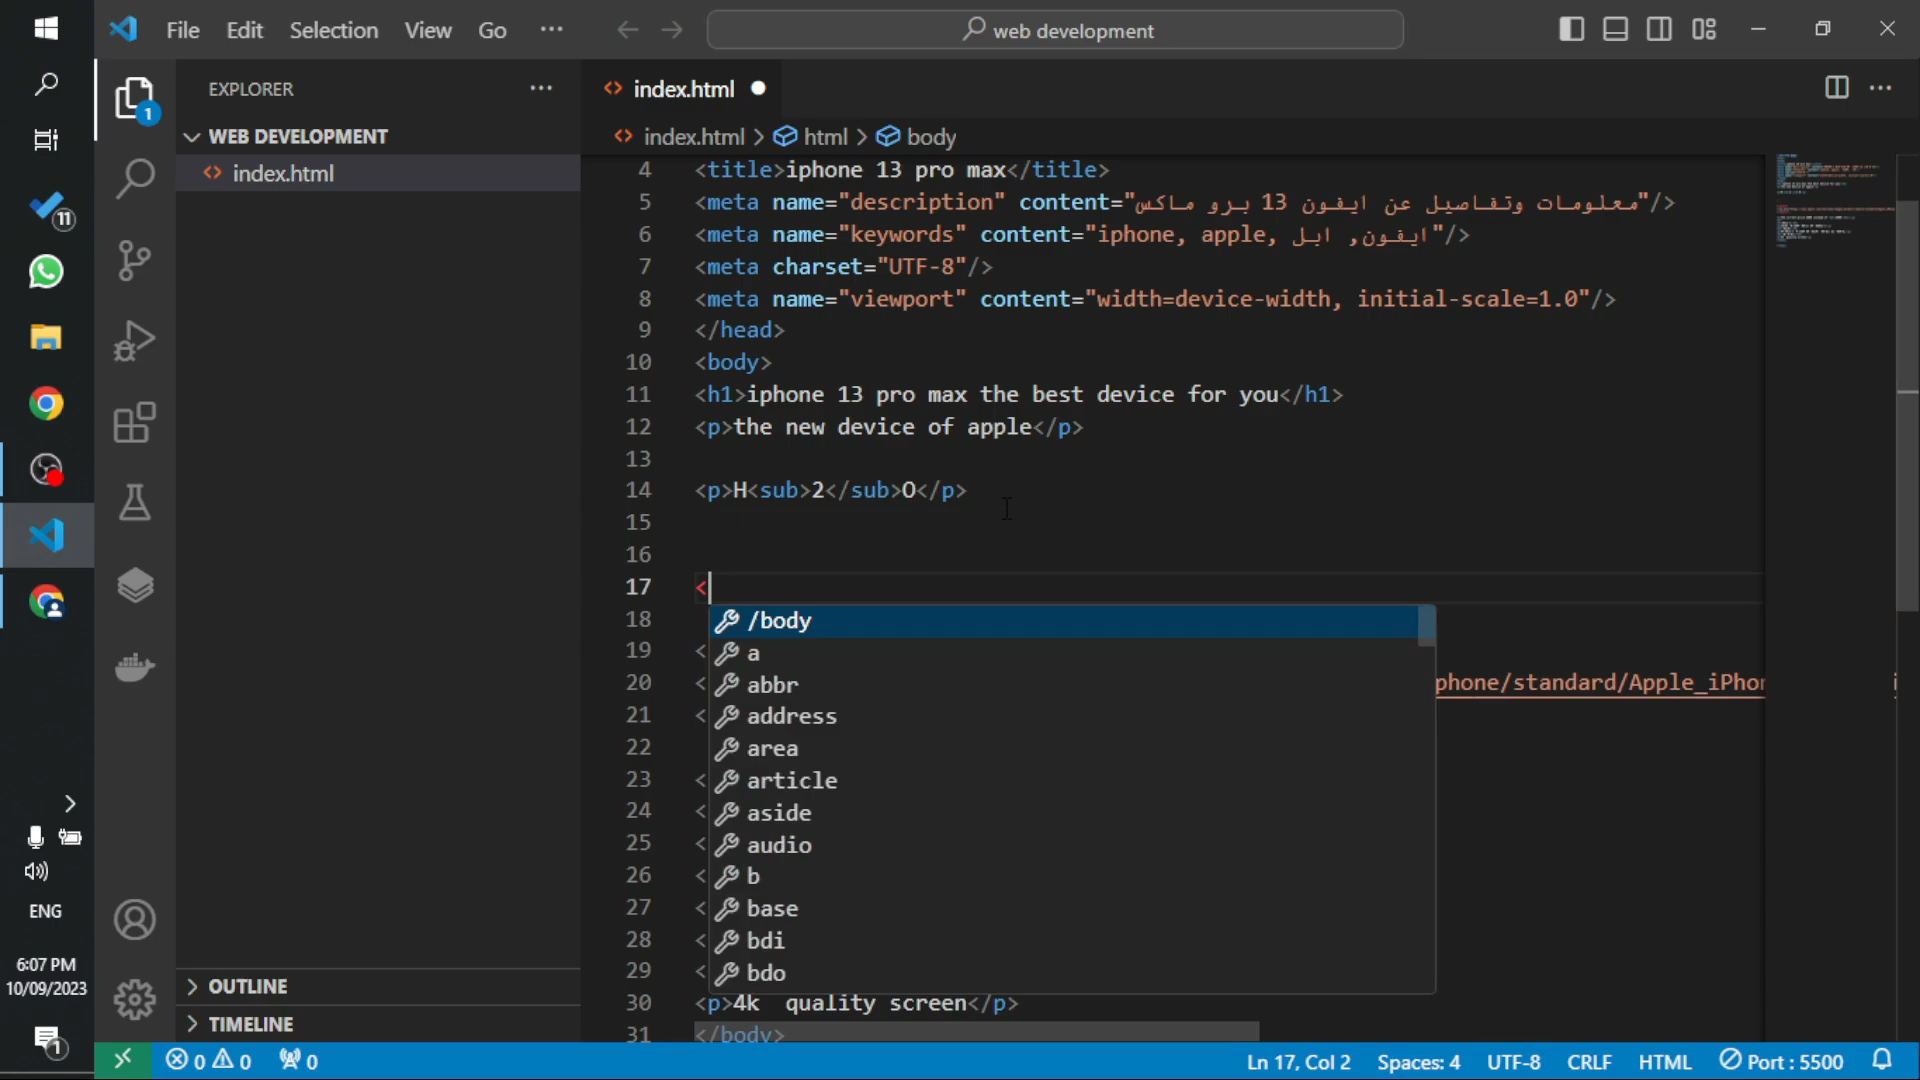 File Edit Selection View Go ··· web development
EXPLORER ···
WEB DEVELOPMENT
index.html
OUTLINE
TIMELINE
index.html
index.html > html > body
4 <title>iphone 13 pro max</title>
5 <meta name="description" content="معلومات وتفاصيل عن ايفون 13 برو ماكس"/>
6 <meta name="keywords" content="iphone, apple, ايفون, ابل"/>
7 <meta charset="UTF-8"/>
8 <meta name="viewport" content="width=device-width, initial-scale=1.0"/>
9 </head>
10 <body>
11 <h1>iphone 13 pro max the best device for you</h1>
12 <p>the new device of apple</p>
13
14 <p>H<sub>2</sub>O</p>
15
16
17 <
18 /body
19 < a
20 < abbr phone/standard/Apple_iPhon
21 < address
22 area
23 < article
24 < aside
25 < audio
26 < b
27 < base
28 < bdi
29 < bdo
30 <p>4k  quality screen</p>
31 </body>
11
1
ENG
6:07 PM
10/09/2023
1
0 0 0 Ln 17, Col 2 Spaces: 4 UTF-8 CRLF HTML Port : 5500